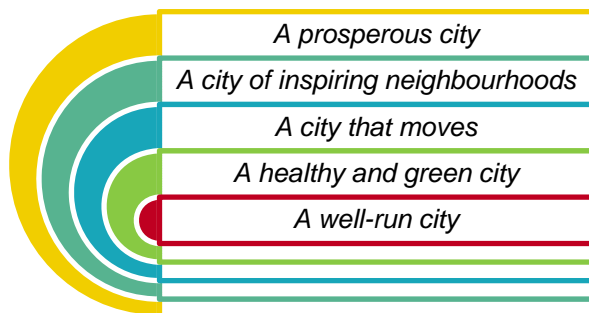 A prosperous city
A city of inspiring neighbourhoods
A city that moves
A healthy and green city
A well-run city